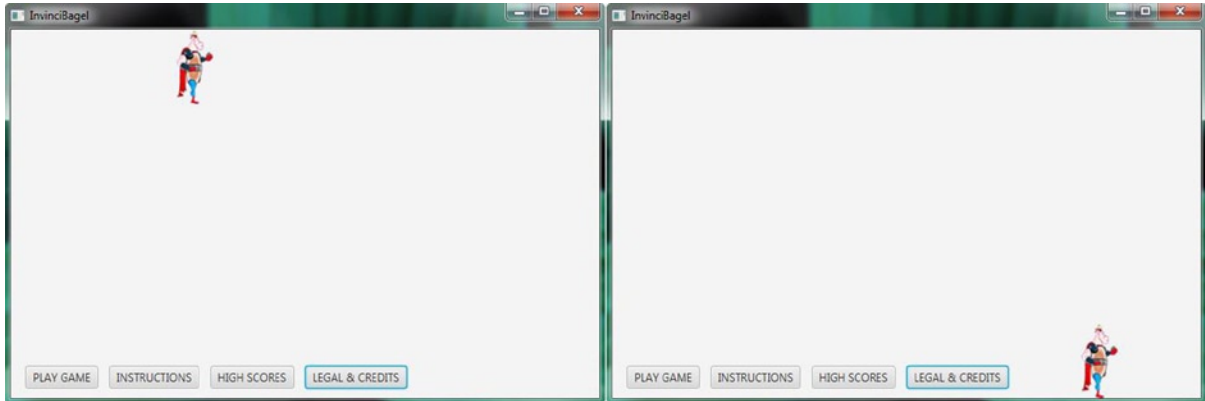 InvinciBagel
PLAY GAME INSTRUCTIONS HIGH SCORES LEGAL & CREDITS
InvinciBagel
PLAY GAME INSTRUCTIONS HIGH SCORES LEGAL & CREDITS